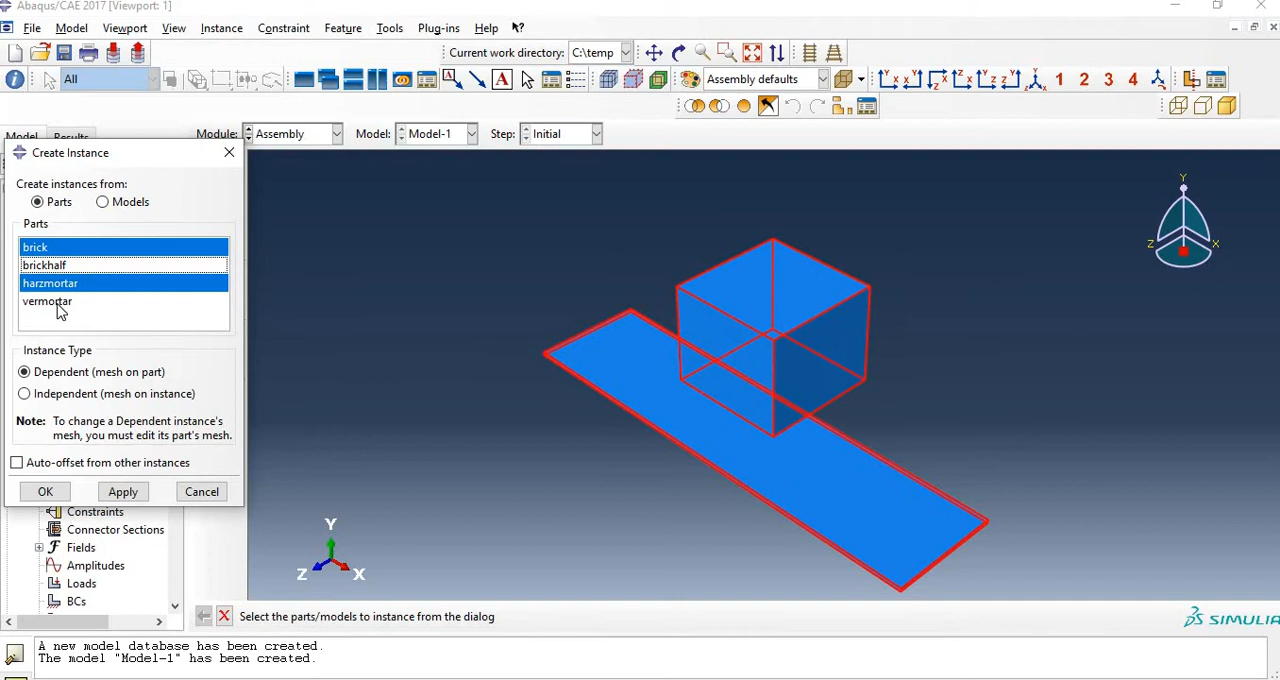 Abaqus/CAE 2017 [Viewport: 1]
File Model Viewport View Instance Constraint Feature Tools Plug-ins Help
Current work directory: C:\temp
All
A
Assembly defaults
1 2 3 4
Model Results
Module: Assembly Model: Model-1 Step: Initial
Create Instance
Create instances from:
Parts Models
Parts
brick
brickhalf
harzmortar
vermortar
Instance Type
Dependent (mesh on part)
Independent (mesh on instance)
Note: To change a Dependent instance's
mesh, you must edit its part's mesh.
Auto-offset from other instances
OK Apply Cancel
Constraints
Connector Sections
Fields
Amplitudes
Loads
BCs
Y
Z X
Y
Z X
Select the parts/models to instance from the dialog
SIMULIA
A new model database has been created.
The model "Model-1" has been created.